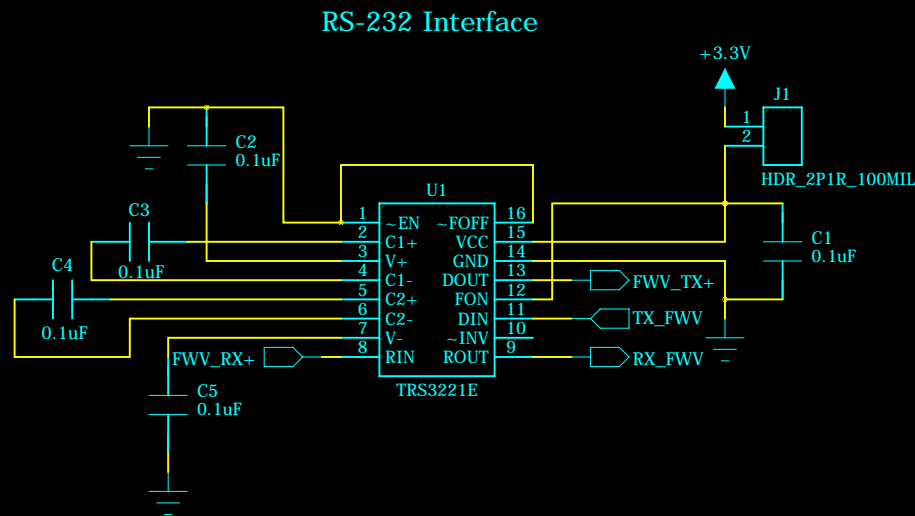 RS-232 Interface
+3.3V
J1
1
2
HDR_2P1R_100MIL
C2
0.1uF
U1
C3
0.1uF
C4
0.1uF
1 ~EN ~FOFF 16
2 C1+ VCC 15
3 V+ GND 14
4 C1- DOUT 13
5 C2+ FON 12
6 C2- DIN 11
7 V- ~INV 10
8 RIN ROUT 9
TRS3221E
C1
0.1uF
FWV_TX+
TX_FWV
RX_FWV
FWV_RX+
C5
0.1uF